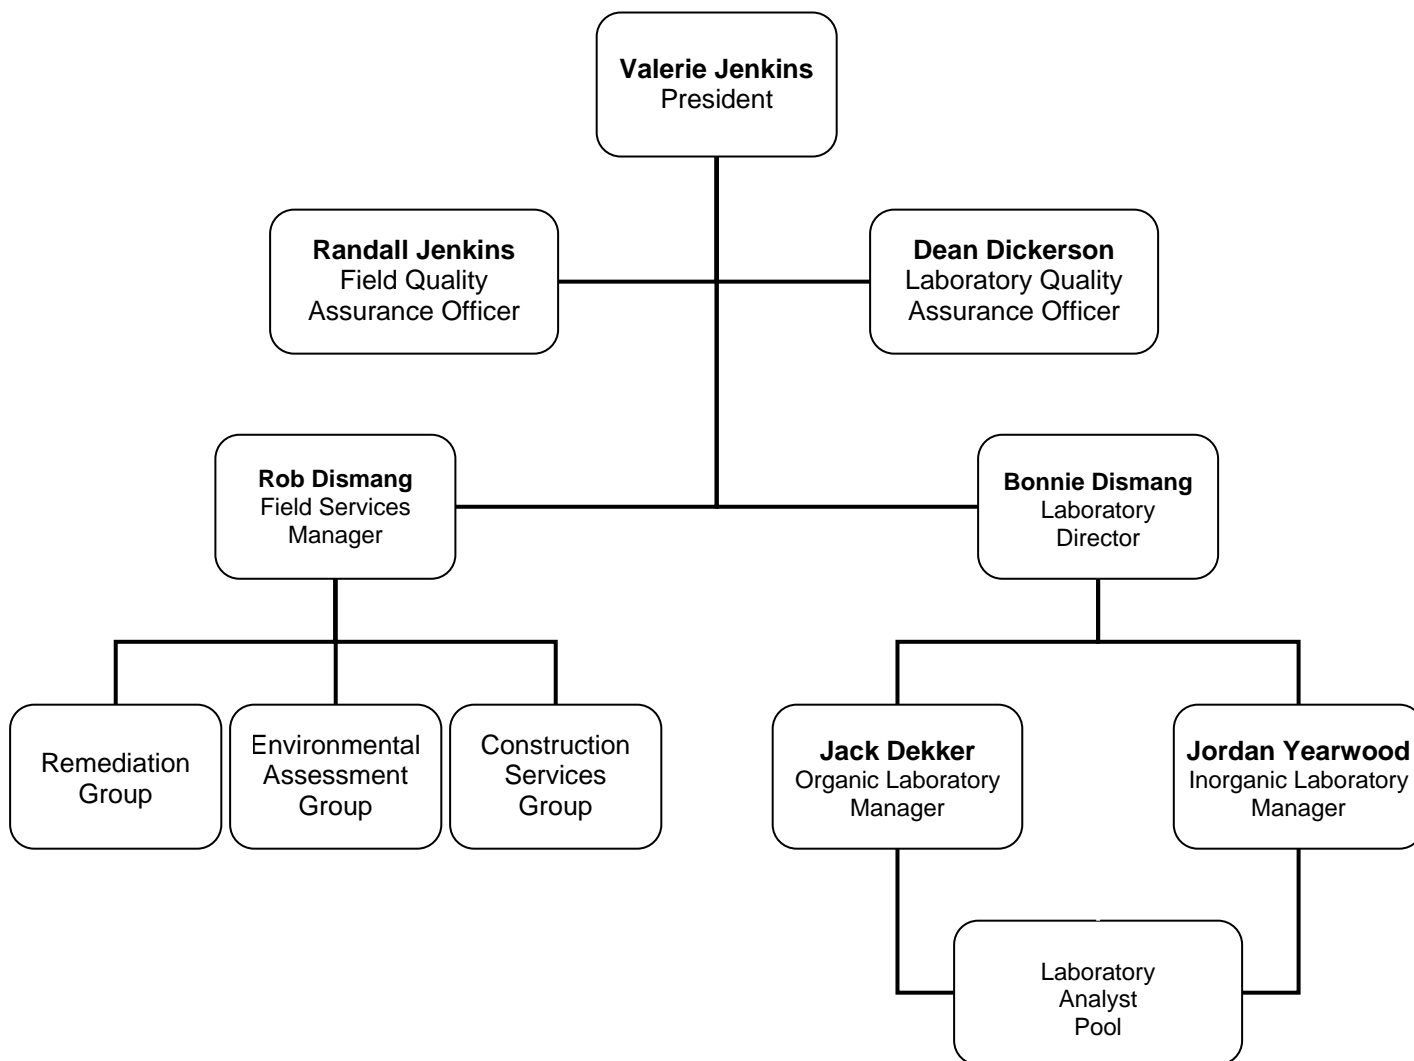 Valerie Jenkins
President
Randall Jenkins
Field Quality
Assurance Officer
Dean Dickerson
Laboratory Quality
Assurance Officer
Rob Dismang
Field Services
Manager
Bonnie Dismang
Laboratory
Director
Remediation
Group
Environmental
Assessment
Group
Construction
Services
Group
Jack Dekker
Organic Laboratory
Manager
Jordan Yearwood
Inorganic Laboratory
Manager
Laboratory
Analyst
Pool